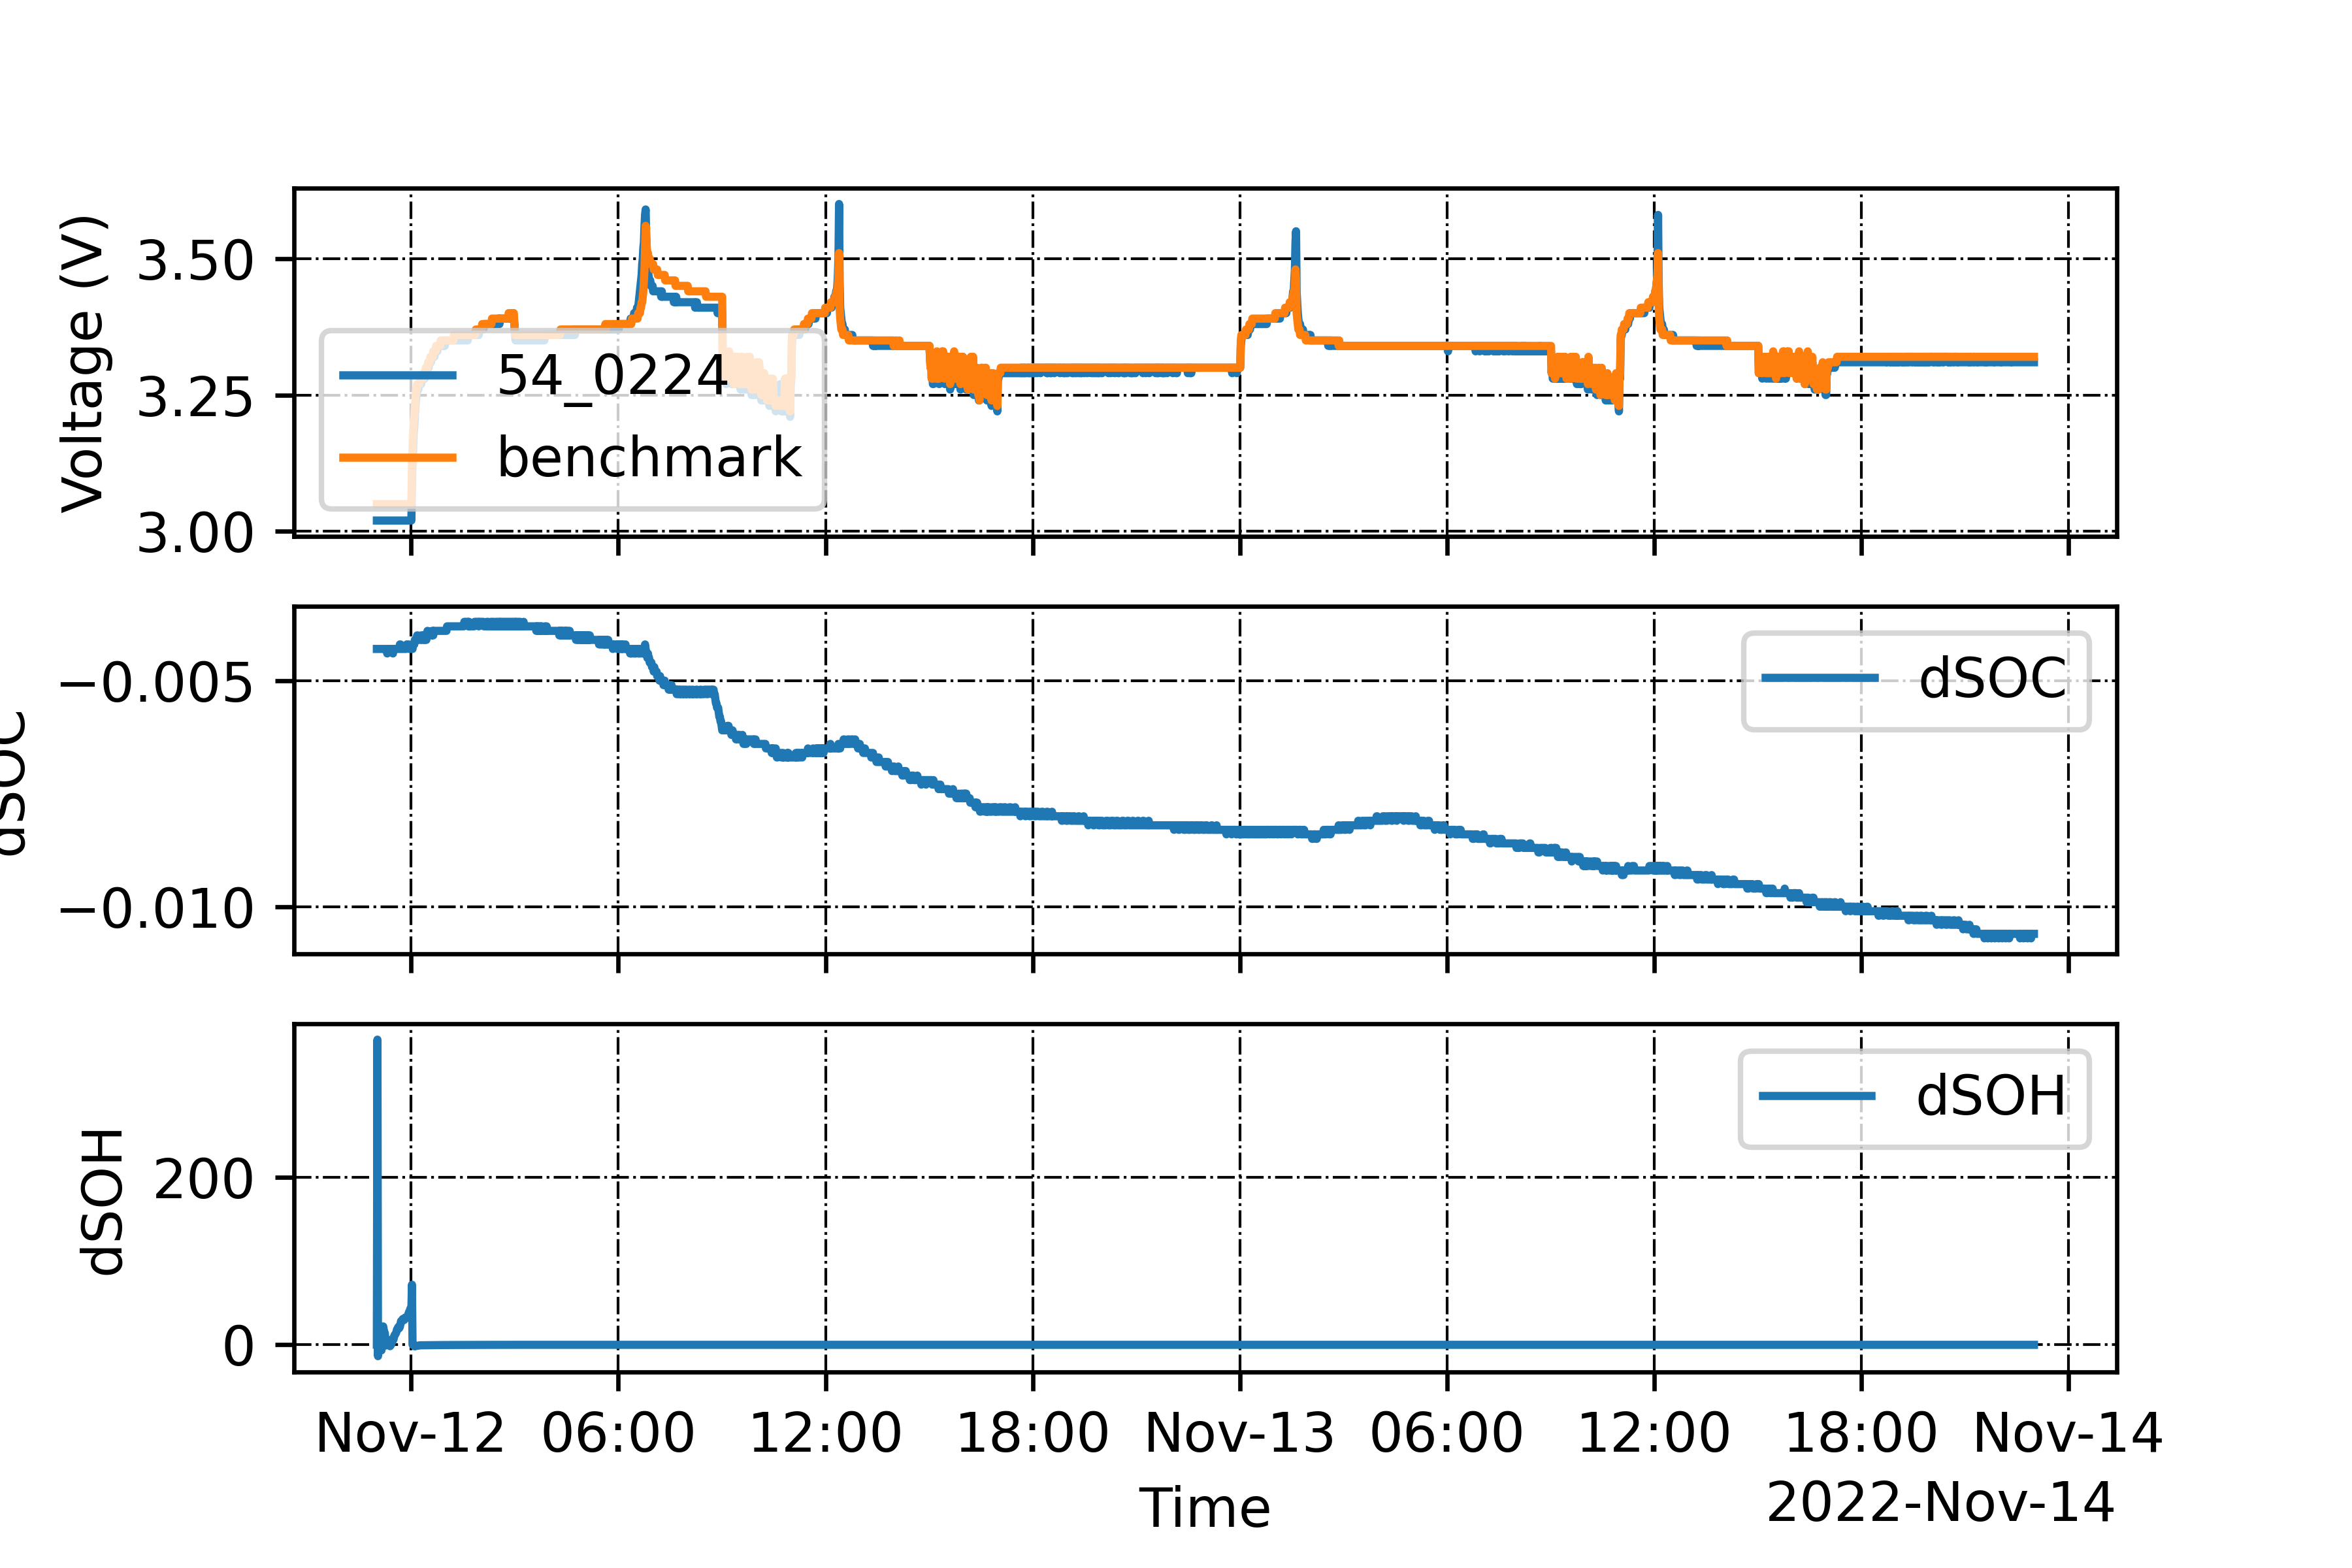 Voltage (V)
3.50
3.25
3.00
54_0224
benchmark
dSOC
−0.005
−0.010
dSOC
dSOH
200
0
dSOH
Nov-12 06:00 12:00 18:00 Nov-13 06:00 12:00 18:00 Nov-14
Time
2022-Nov-14